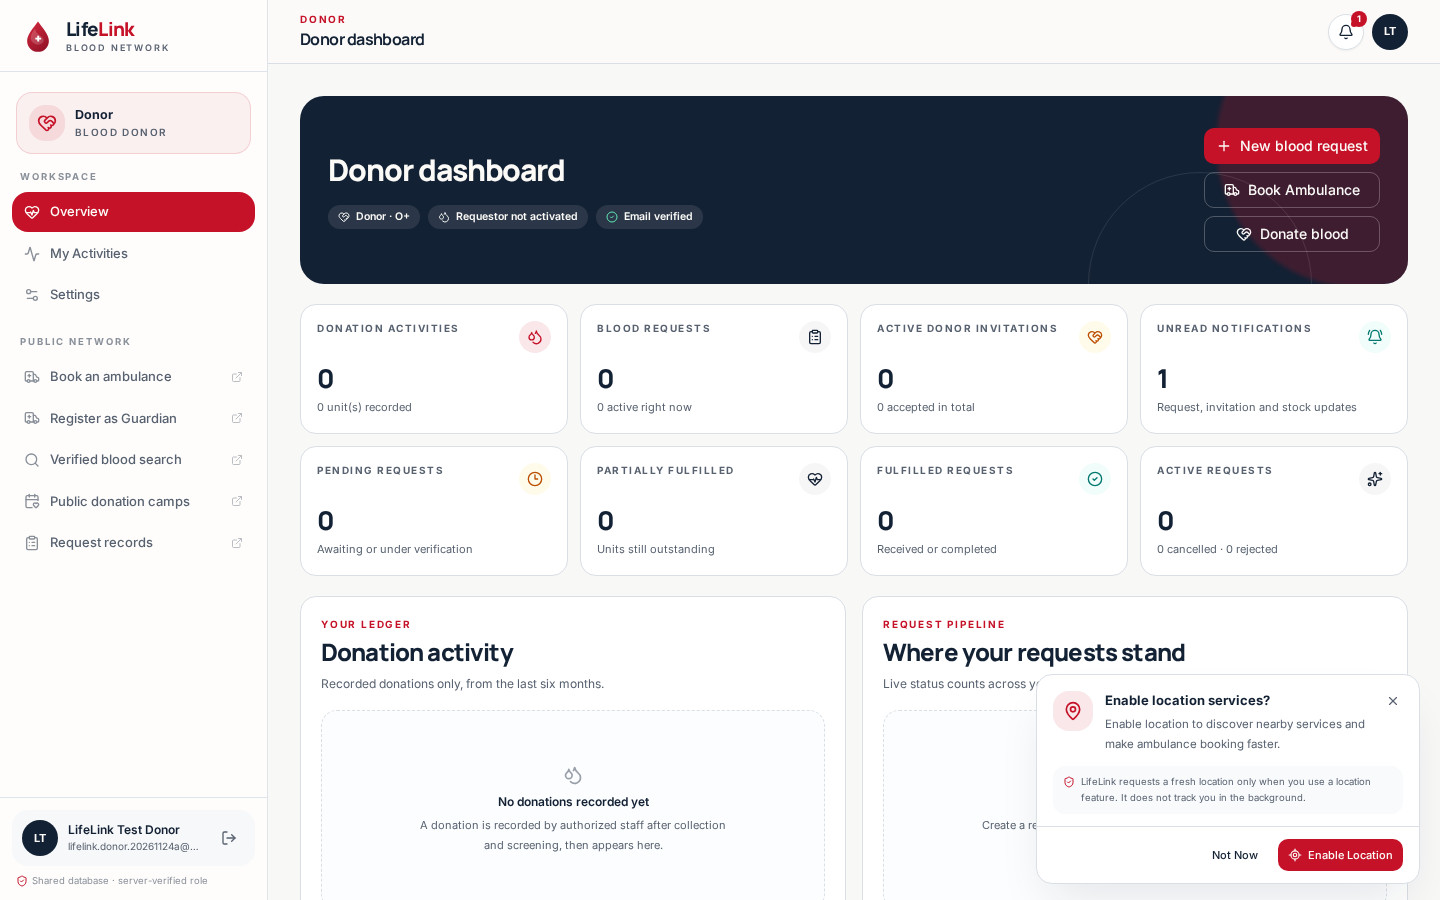 LifeLink
BLOOD NETWORK
Donor
BLOOD DONOR
WORKSPACE
Overview
My Activities
Settings
PUBLIC NETWORK
Book an ambulance
Register as Guardian
Verified blood search
Public donation camps
Request records
LT
LifeLink Test Donor
lifelink.donor.20261124a@...
Shared database · server-verified role
DONOR
Donor dashboard
1
LT
Donor dashboard
Donor · O+
Requestor not activated
Email verified
New blood request
Book Ambulance
Donate blood
DONATION ACTIVITIES
0
0 unit(s) recorded
BLOOD REQUESTS
0
0 active right now
ACTIVE DONOR INVITATIONS
0
0 accepted in total
UNREAD NOTIFICATIONS
1
Request, invitation and stock updates
PENDING REQUESTS
0
Awaiting or under verification
PARTIALLY FULFILLED
0
Units still outstanding
FULFILLED REQUESTS
0
Received or completed
ACTIVE REQUESTS
0
0 cancelled · 0 rejected
YOUR LEDGER
Donation activity
Recorded donations only, from the last six months.
No donations recorded yet
A donation is recorded by authorized staff after collection
and screening, then appears here.
REQUEST PIPELINE
Where your requests stand
Live status counts across
Create a
Enable location services?
Enable location to discover nearby services and
make ambulance booking faster.
LifeLink requests a fresh location only when you use a location
feature. It does not track you in the background.
Not Now
Enable Location